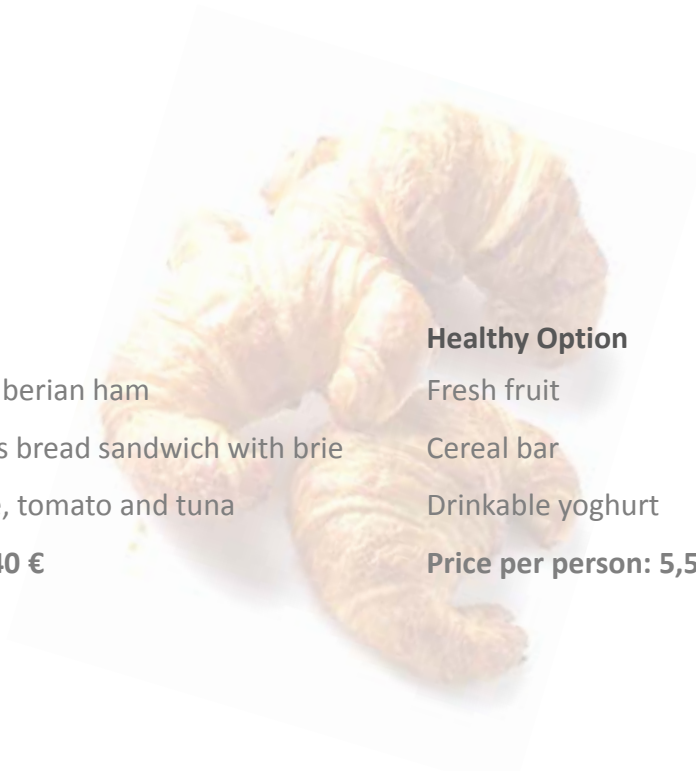 Healthy Option
berian ham
Fresh fruit
s bread sandwich with brie
Cereal bar
, tomato and tuna
Drinkable yoghurt
40 €
Price per person: 5,5